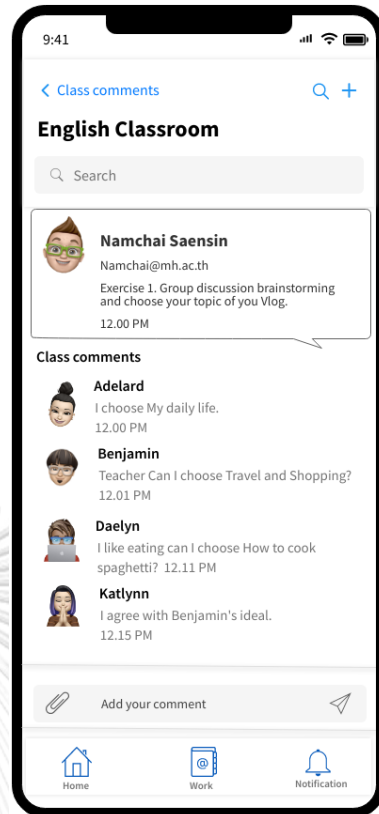 9:41
Class comments
English Classroom
Search
Namchai Saensin
Namchai@mh.ac.th
Exercise 1. Group discussion brainstorming
and choose your topic of you Vlog.
12.00 PM
Class comments
Adelard
I choose My daily life.
12.00 PM
Benjamin
Teacher Can I choose Travel and Shopping?
12.01 PM
Daelyn
I like eating can I choose How to cook
spaghetti? 12.11 PM
Katlynn
I agree with Benjamin's ideal.
12.15 PM
Add your comment
Home
@
Work
Notification